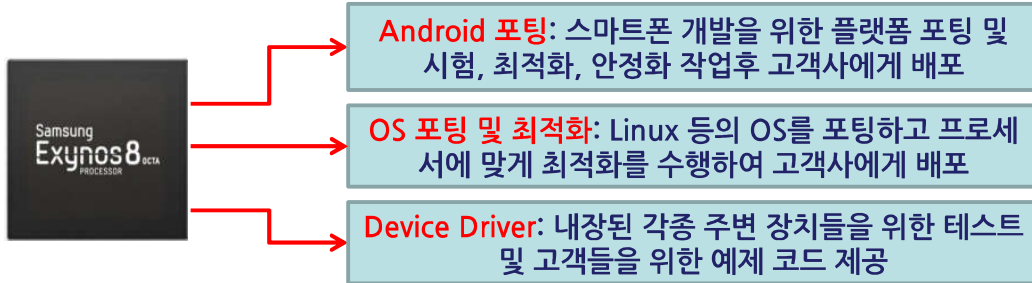 Samsung
Exynos 8 OCTA
PROCESSOR
Android 포팅: 스마트폰 개발을 위한 플랫폼 포팅 및
시험, 최적화, 안정화 작업후 고객사에게 배포
OS 포팅 및 최적화: Linux 등의 OS를 포팅하고 프로세
서에 맞게 최적화를 수행하여 고객사에게 배포
Device Driver: 내장된 각종 주변 장치들을 위한 테스트
및 고객들을 위한 예제 코드 제공